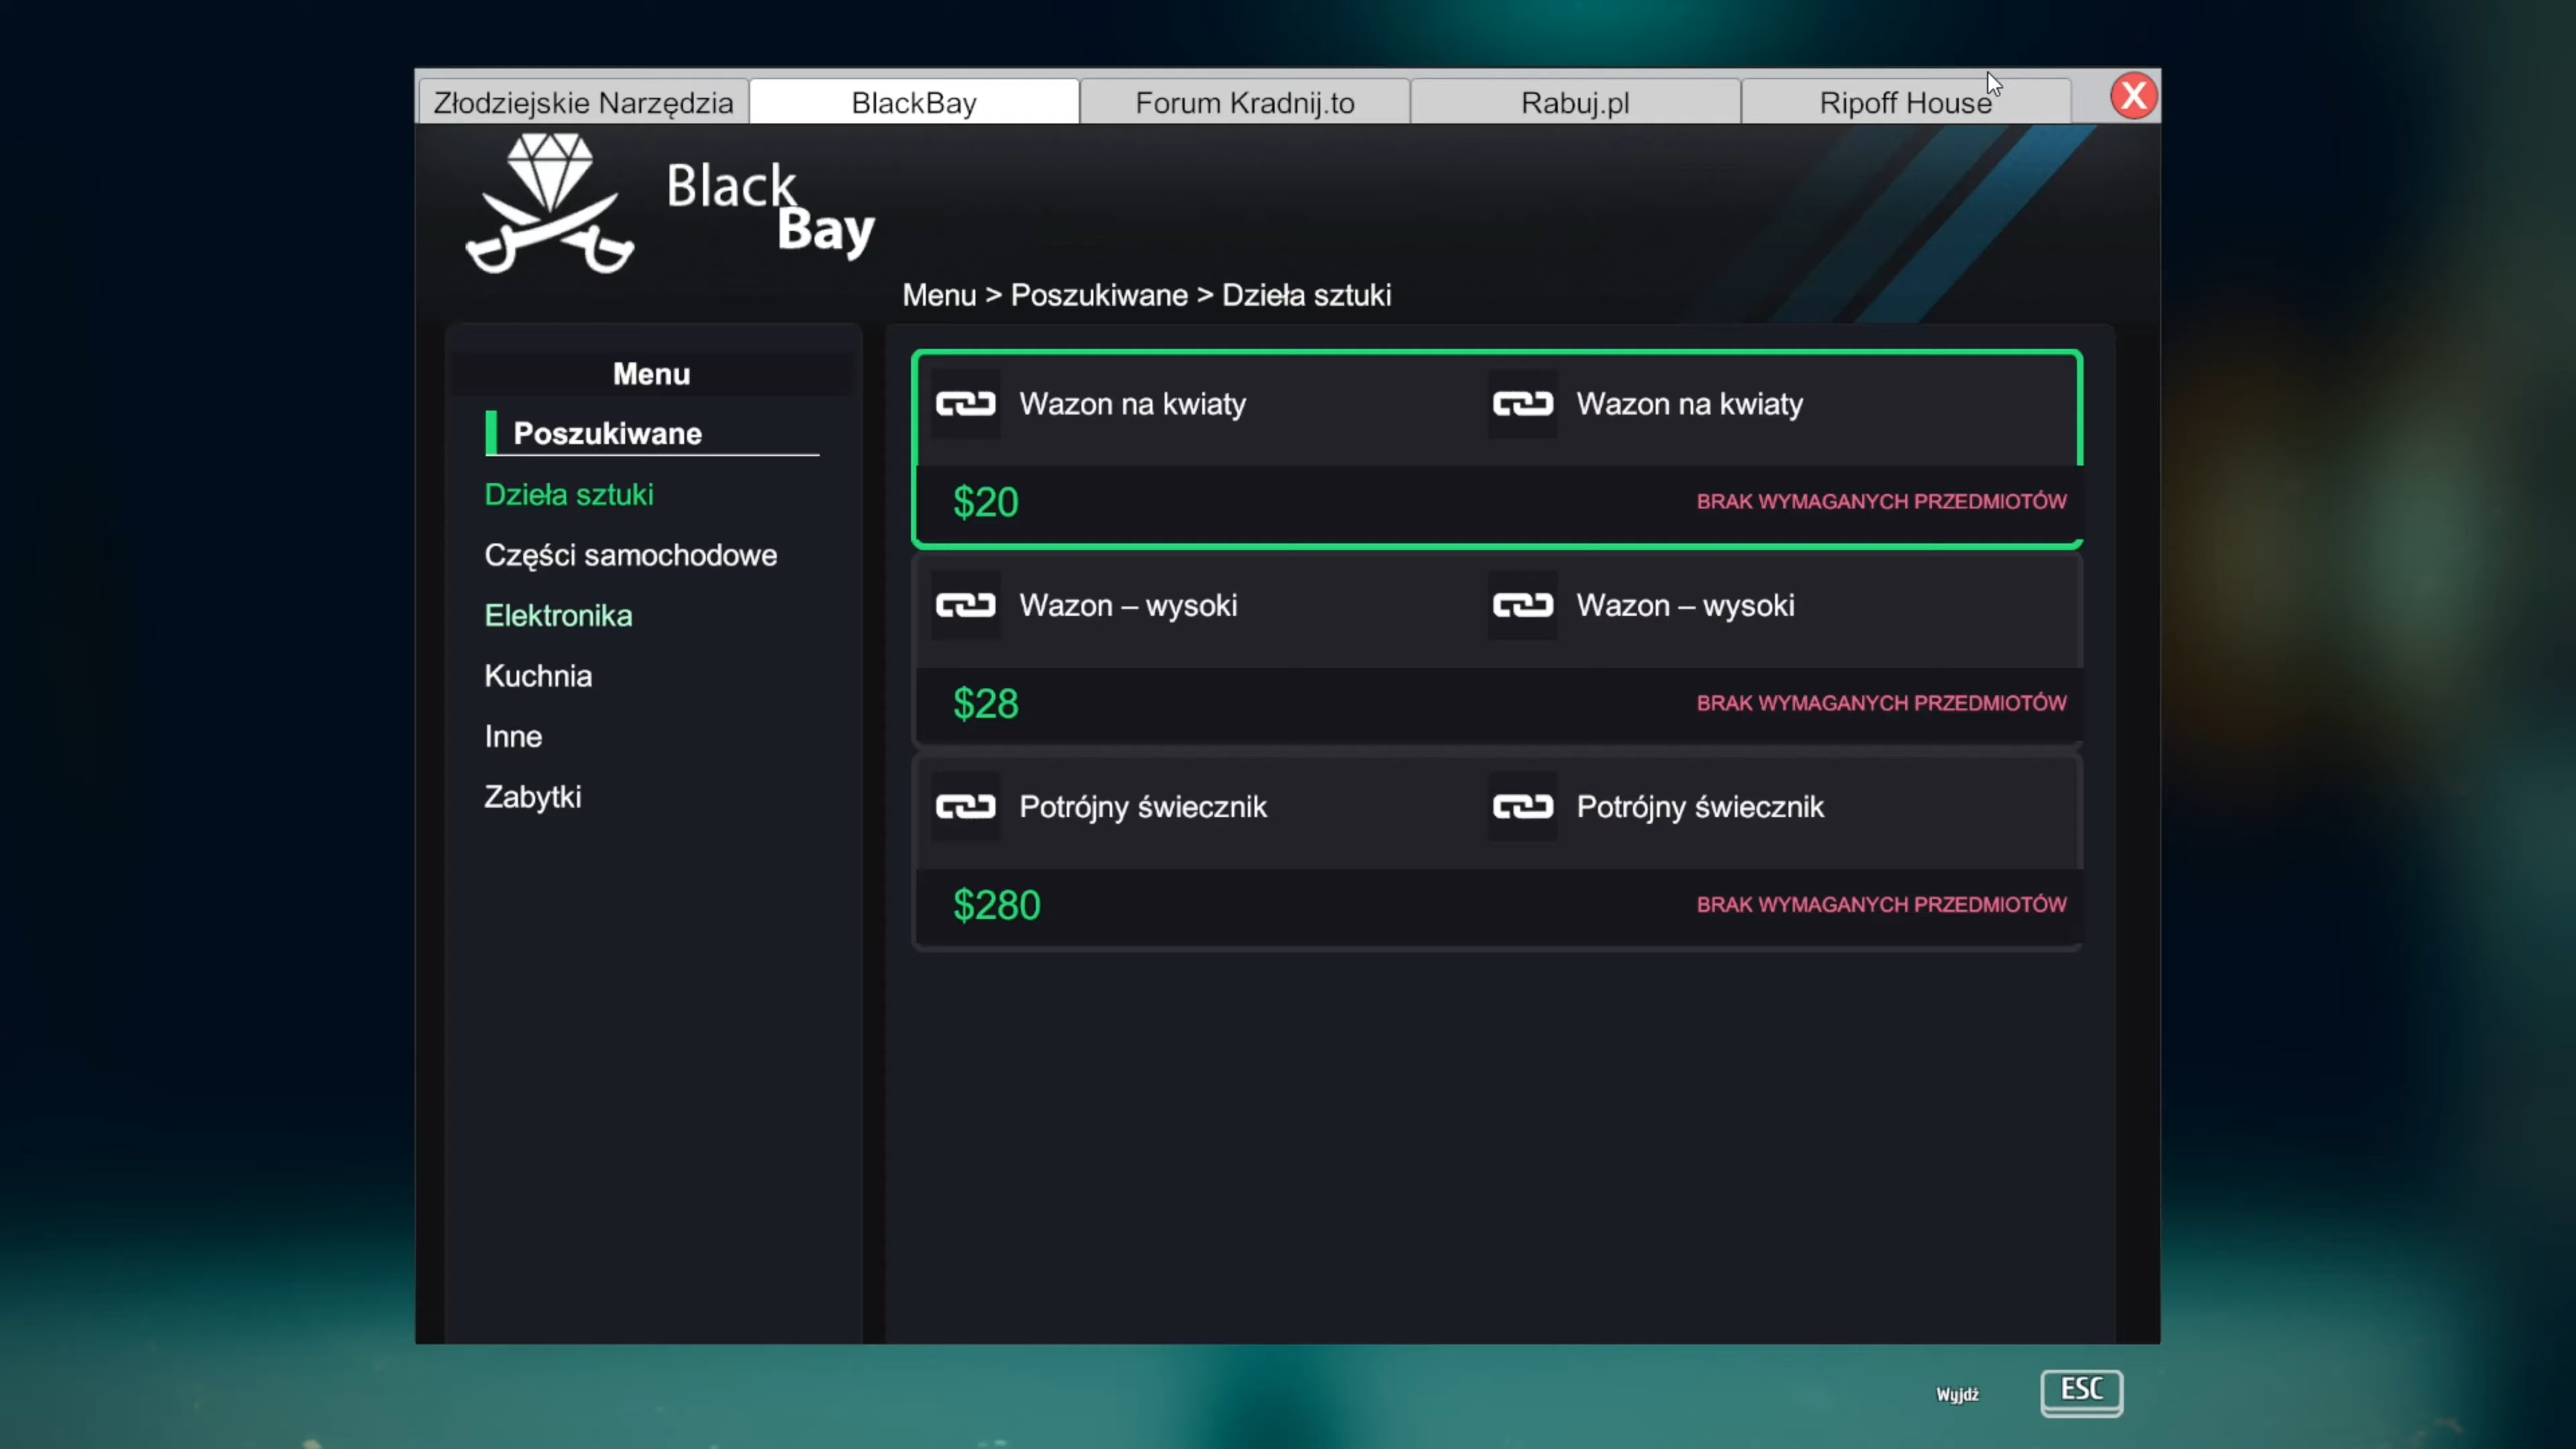 Złodziejskie Narzędzia
BlackBay
Forum Kradnij.to
Rabuj.pl
Ripoff House
X
Black
Bay
Menu > Poszukiwane > Dzieła sztuki
Menu
Poszukiwane
Dzieła sztuki
Części samochodowe
Elektronika
Kuchnia
Inne
Zabytki
Wazon na kwiaty
Wazon na kwiaty
$20
BRAK WYMAGANYCH PRZEDMIOTÓW
Wazon – wysoki
Wazon – wysoki
$28
BRAK WYMAGANYCH PRZEDMIOTÓW
Potrójny świecznik
Potrójny świecznik
$280
BRAK WYMAGANYCH PRZEDMIOTÓW
Wyjdź
ESC